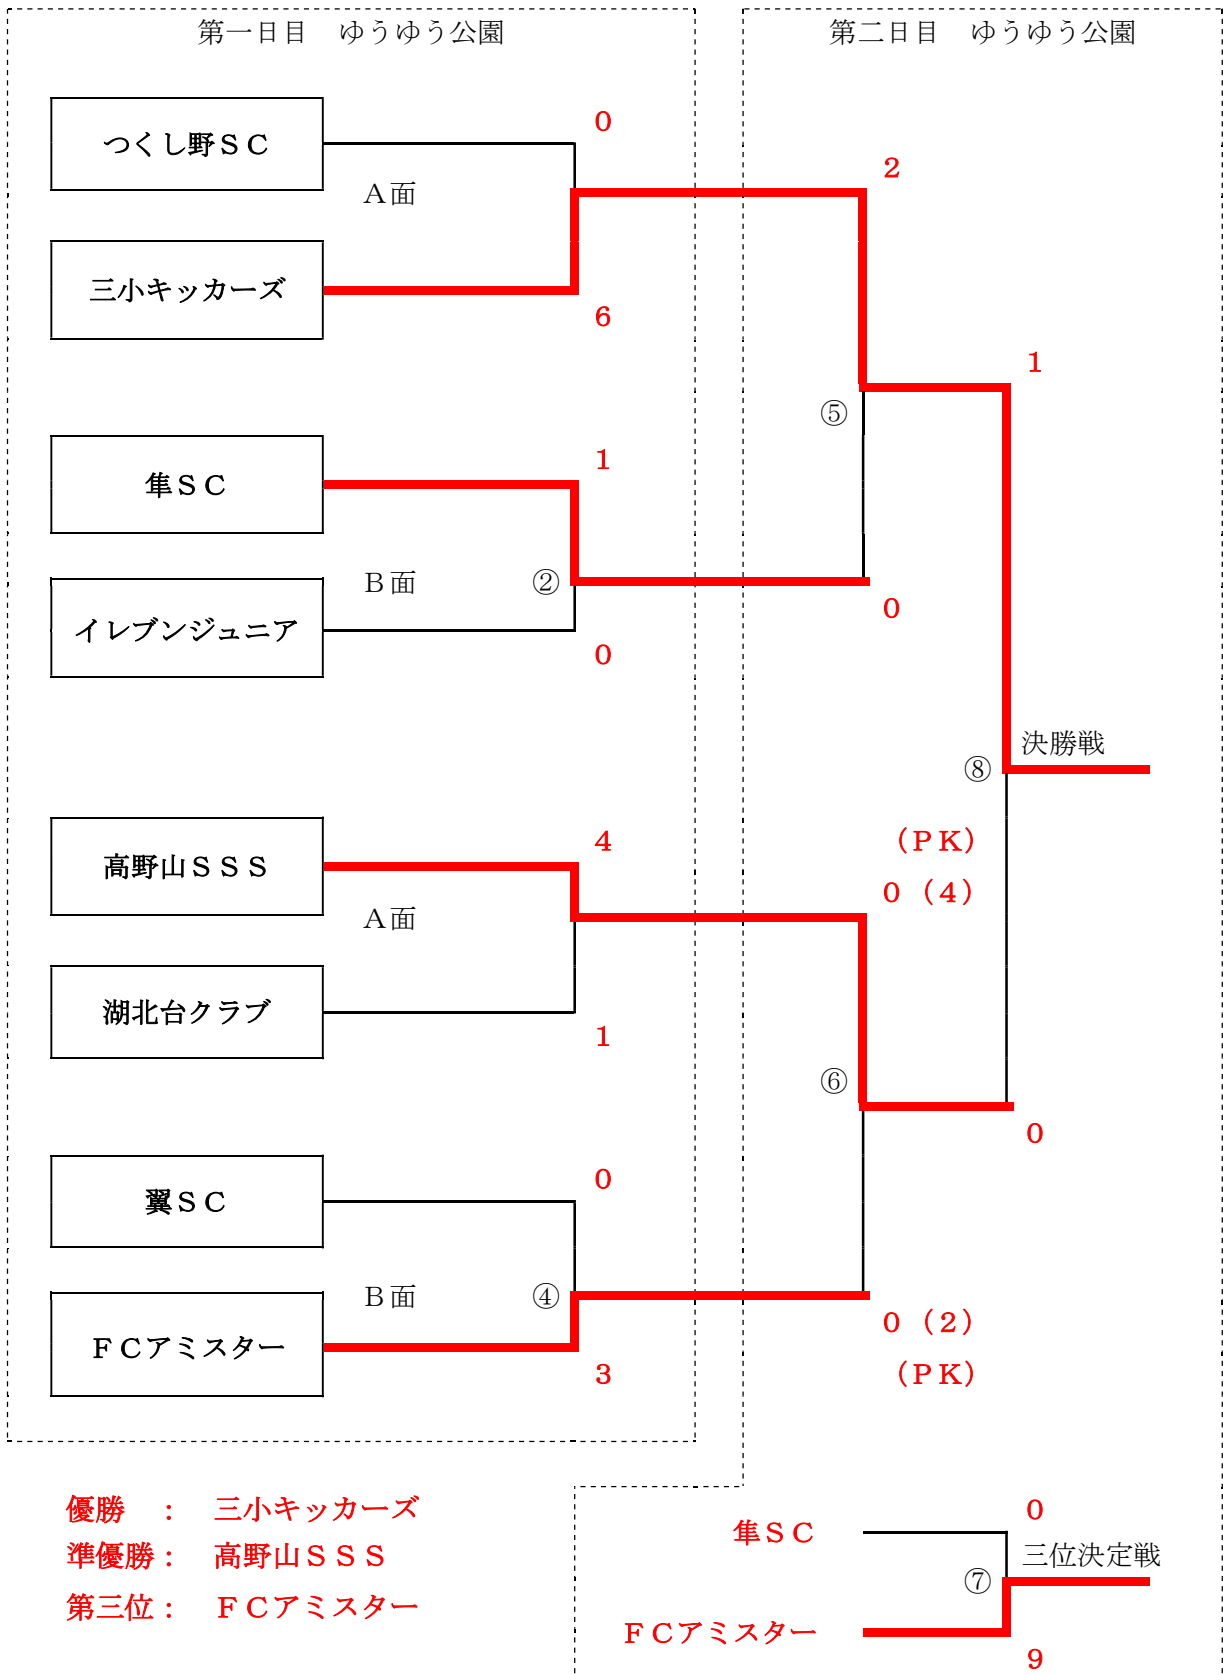 第一日目　ゆうゆう公園
第二日目　ゆうゆう公園
つくし野ＳＣ
０
Ａ面
２
三小キッカーズ
６
１
⑤
隼ＳＣ
１
Ｂ面
②
０
イレブンジュニア
０
決勝戦
⑧
高野山ＳＳＳ
４
（ＰＫ）
０（４）
Ａ面
湖北台クラブ
１
⑥
０
翼ＳＣ
０
Ｂ面
④
０（２）
ＦＣアミスター
３
（ＰＫ）
優勝　：　三小キッカーズ
準優勝：　高野山ＳＳＳ
第三位：　ＦＣアミスター
隼ＳＣ
０
三位決定戦
⑦
ＦＣアミスター
９